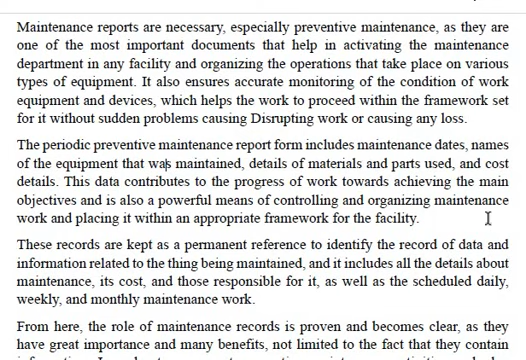 Maintenance reports are necessary, especially preventive maintenance, as they are
one of the most important documents that help in activating the maintenance
department in any facility and organizing the operations that take place on various
types of equipment. It also ensures accurate monitoring of the condition of work
equipment and devices, which helps the work to proceed within the framework set
for it without sudden problems causing Disrupting work or causing any loss.
The periodic preventive maintenance report form includes maintenance dates, names
of the equipment that was maintained, details of materials and parts used, and cost
details. This data contributes to the progress of work towards achieving the main
objectives and is also a powerful means of controlling and organizing maintenance
work and placing it within an appropriate framework for the facility.
These records are kept as a permanent reference to identify the record of data and
information related to the thing being maintained, and it includes all the details about
maintenance, its cost, and those responsible for it, as well as the scheduled daily,
weekly, and monthly maintenance work.
From here, the role of maintenance records is proven and becomes clear, as they
have great importance and many benefits, not limited to the fact that they contain